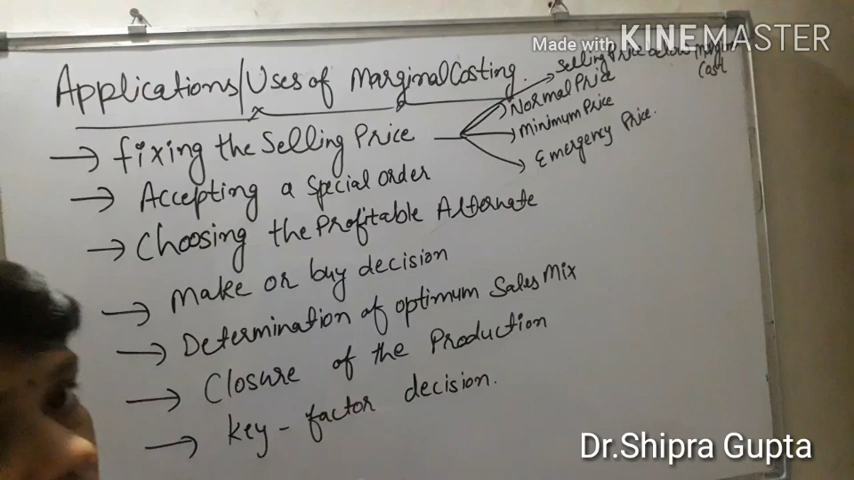 Made with KINEMASTER
Applications/Uses of Marginal Costing.
Selling Price below Margin
Cost
Normal Price
Minimum Price
Emergency Price.
→ fixing the Selling Price
→ Accepting a Special order
→ Choosing the Profitable Alternate
→ Make or buy decision
→ Determination of optimum Sales Mix
→ Closure of the Production
→ Key - factor decision.
Dr.Shipra Gupta